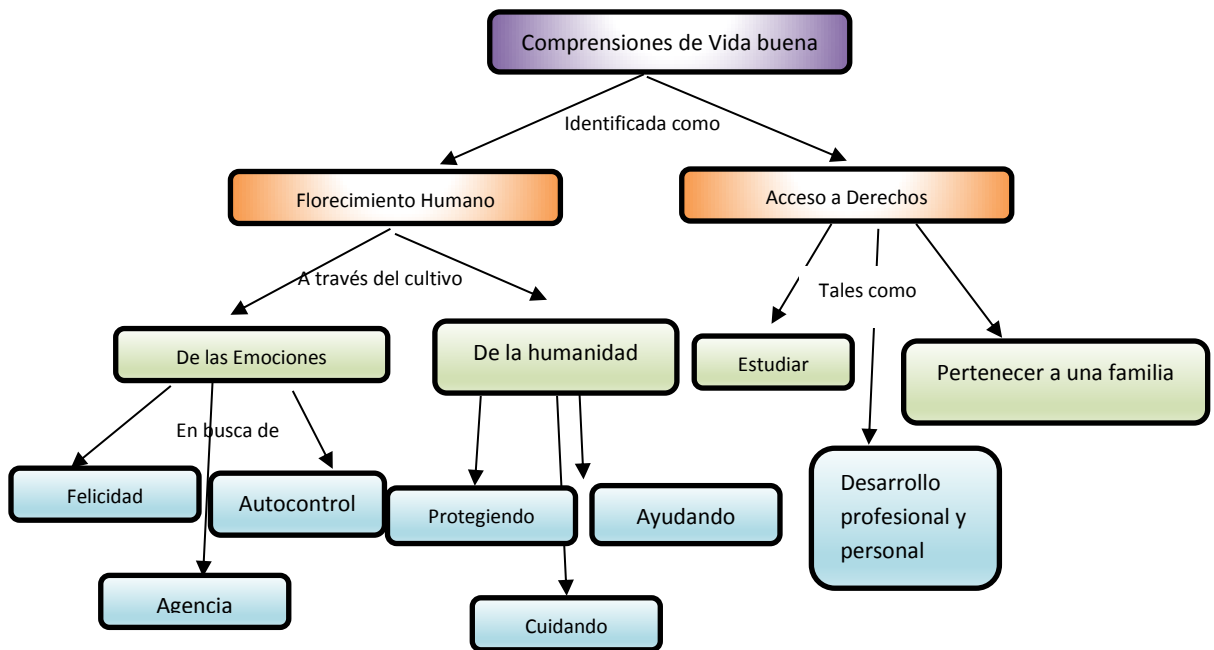 Comprensiones de Vida buena
Identificada como
Florecimiento Humano
Acceso a Derechos
A través del cultivo
Tales como
De las Emociones
De la humanidad
Estudiar
Pertenecer a una familia
En busca de
Felicidad
Autocontrol
Protegiendo
Ayudando
Desarrollo
profesional y
personal
Agencia
Cuidando